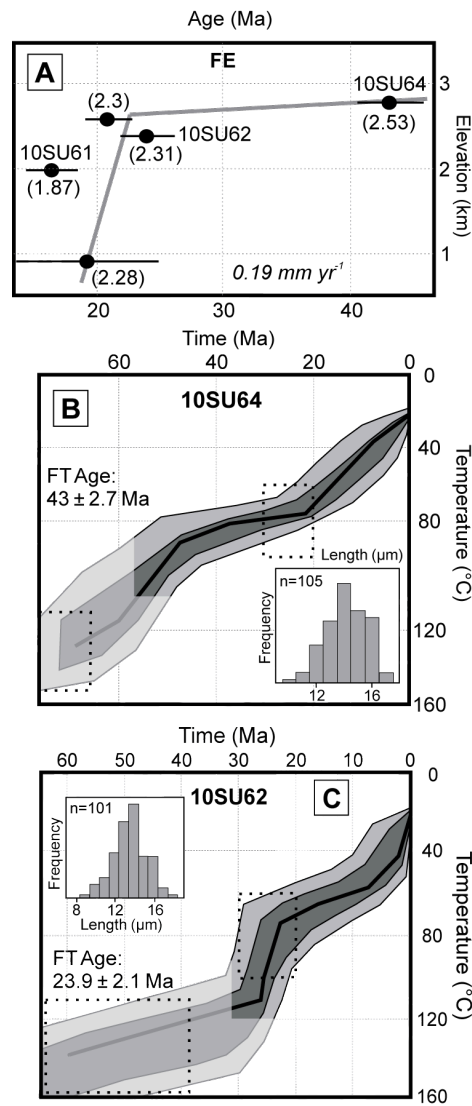 Age (Ma)
A
FE
(2.3)
10SU64
10SU62
(2.31)
(2.53)
10SU61
(1.87)
(2.28)
0.19 mm yr-1
3
2
1
Elevation (km)
20
30
40
Time (Ma)
60
40
20
0
B
10SU64
FT Age:
43 ± 2.7 Ma
0
40
80
120
160
Temperature (°C)
Length (µm)
n=105
Frequency
12
16
Time (Ma)
60
50
40
30
20
10
0
10SU62
C
n=101
Frequency
8
12
16
Length (µm)
FT Age:
23.9 ± 2.1 Ma
0
40
80
120
160
Temperature (°C)